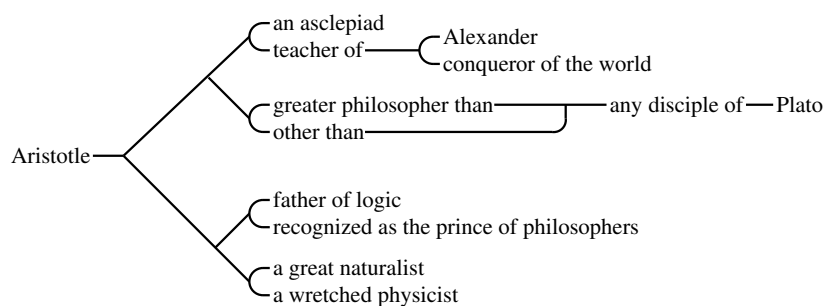 an asclepiad
teacher of
Alexander
conqueror of the world
greater philosopher than
any disciple of
Plato
other than
Aristotle
father of logic
recognized as the prince of philosophers
a great naturalist
a wretched physicist